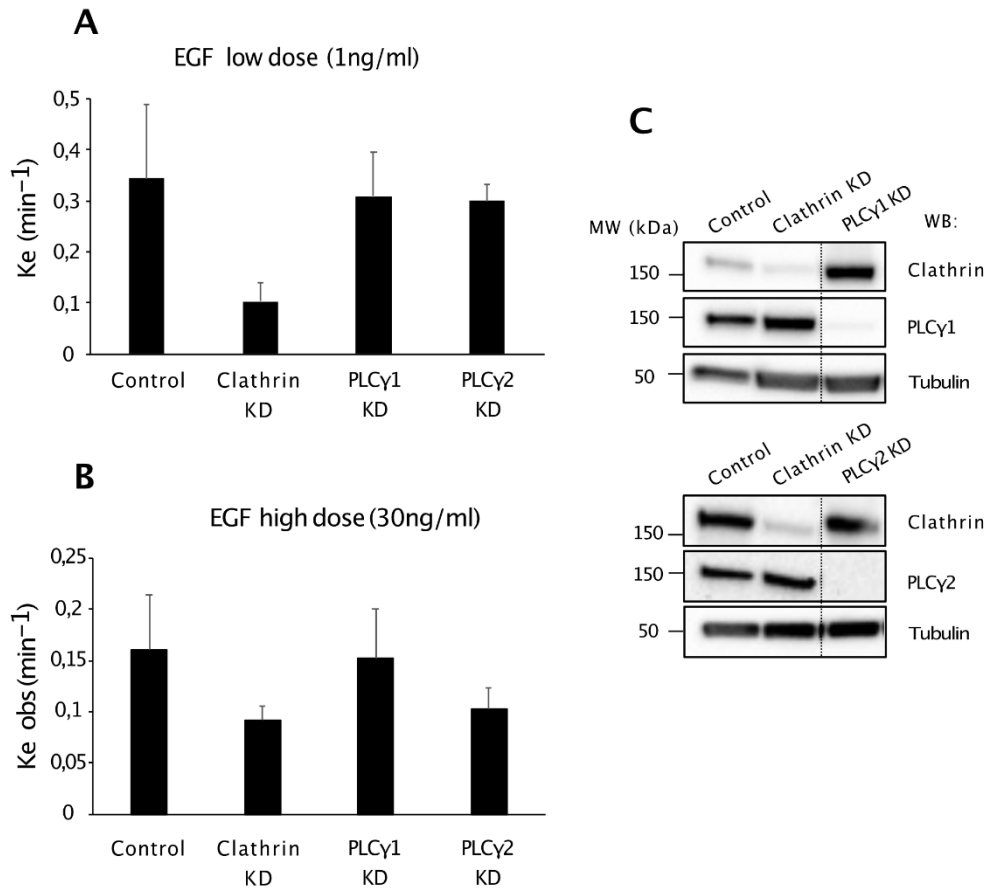 A
EGF low dose (1ng/ml)
0,5
0,4
0,3
0,2
0,1
0
Ke (min⁻¹)
Control
Clathrin KD
PLCγ1 KD
PLCγ2 KD
B
EGF high dose (30ng/ml)
0,25
0,2
0,15
0,1
0,05
0
Ke obs (min⁻¹)
Control
Clathrin KD
PLCγ1 KD
PLCγ2 KD
C
MW (kDa)
Control
Clathrin KD
PLCγ1 KD
WB:
150
Clathrin
150
PLCγ1
50
Tubulin
Control
Clathrin KD
PLCγ2 KD
150
Clathrin
150
PLCγ2
50
Tubulin